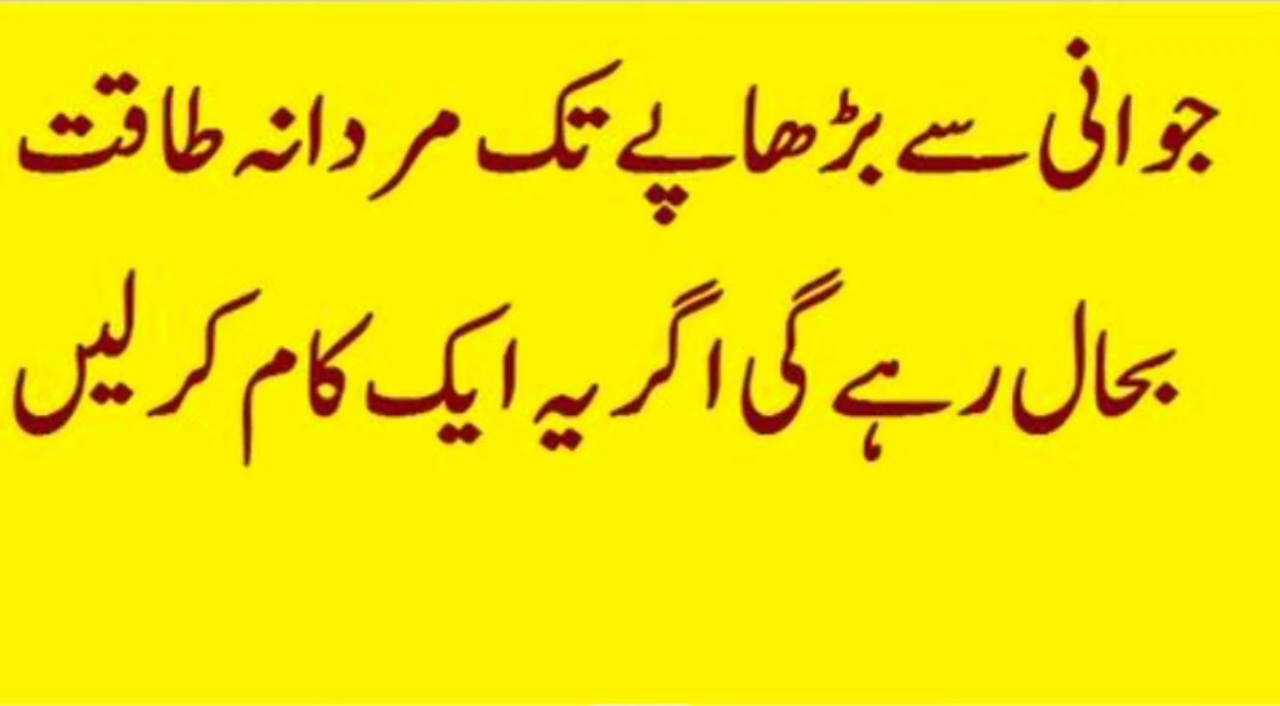 جوانی سے بڑھاپے تک مردانہ طاقت
بحال رہے گی اگر یہ ایک کام کر لیں